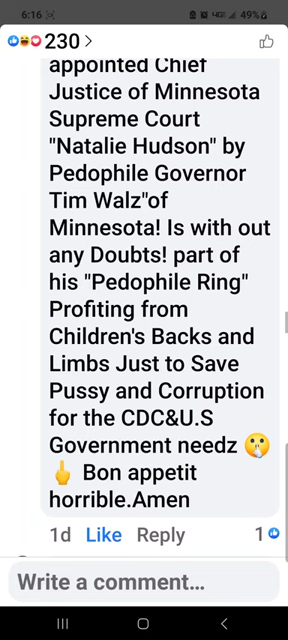 6:16
49%
230 >
appointed Chief
Justice of Minnesota
Supreme Court
"Natalie Hudson" by
Pedophile Governor
Tim Walz"of
Minnesota! Is with out
any Doubts! part of
his "Pedophile Ring"
Profiting from
Children's Backs and
Limbs Just to Save
Pussy and Corruption
for the CDC&U.S
Government needz 🤫
🖕 Bon appetit
horrible.Amen
1d Like Reply 1
Write a comment...